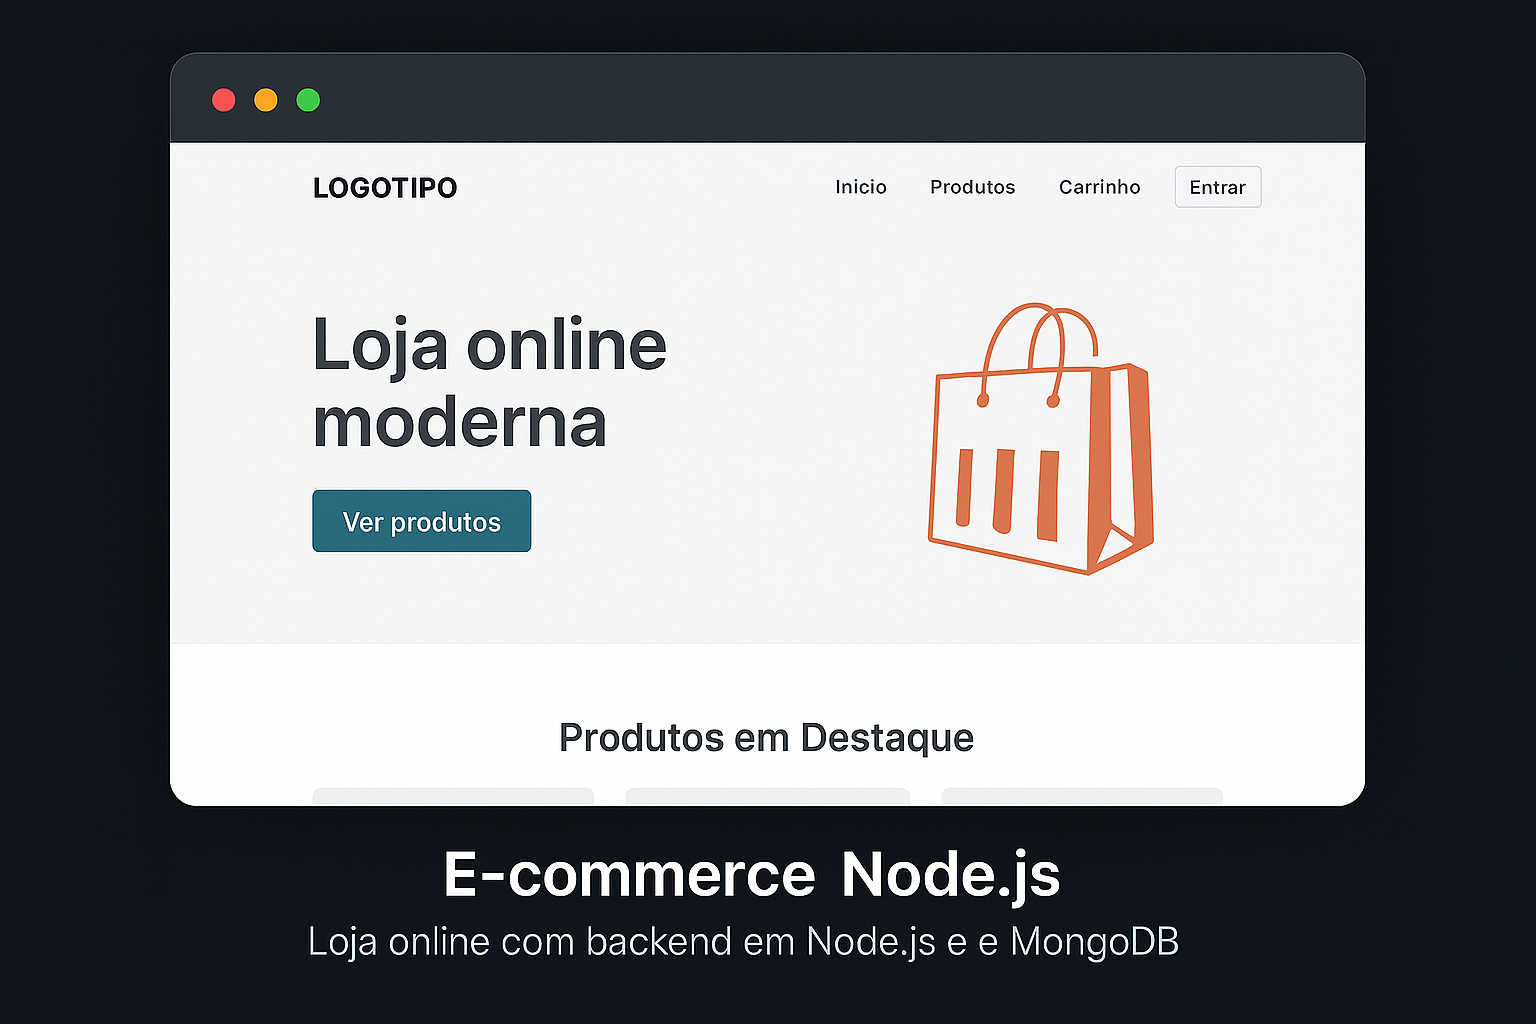 LOGOTIPO
Inicio Produtos Carrinho Entrar
Loja online
moderna
Ver produtos
Produtos em Destaque
E-commerce Node.js
Loja online com backend em Node.js e e MongoDB